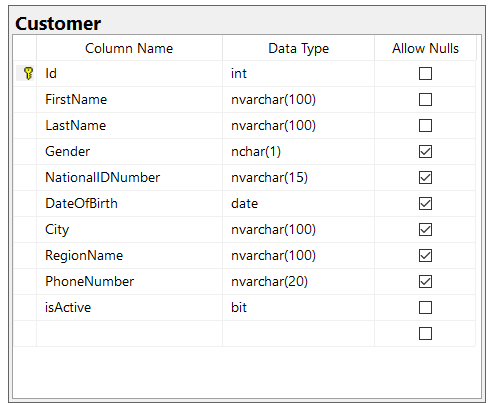 Customer
Column Name Data Type Allow Nulls
Id int
FirstName nvarchar(100)
LastName nvarchar(100)
Gender nchar(1)
NationalIDNumber nvarchar(15)
DateOfBirth date
City nvarchar(100)
RegionName nvarchar(100)
PhoneNumber nvarchar(20)
isActive bit